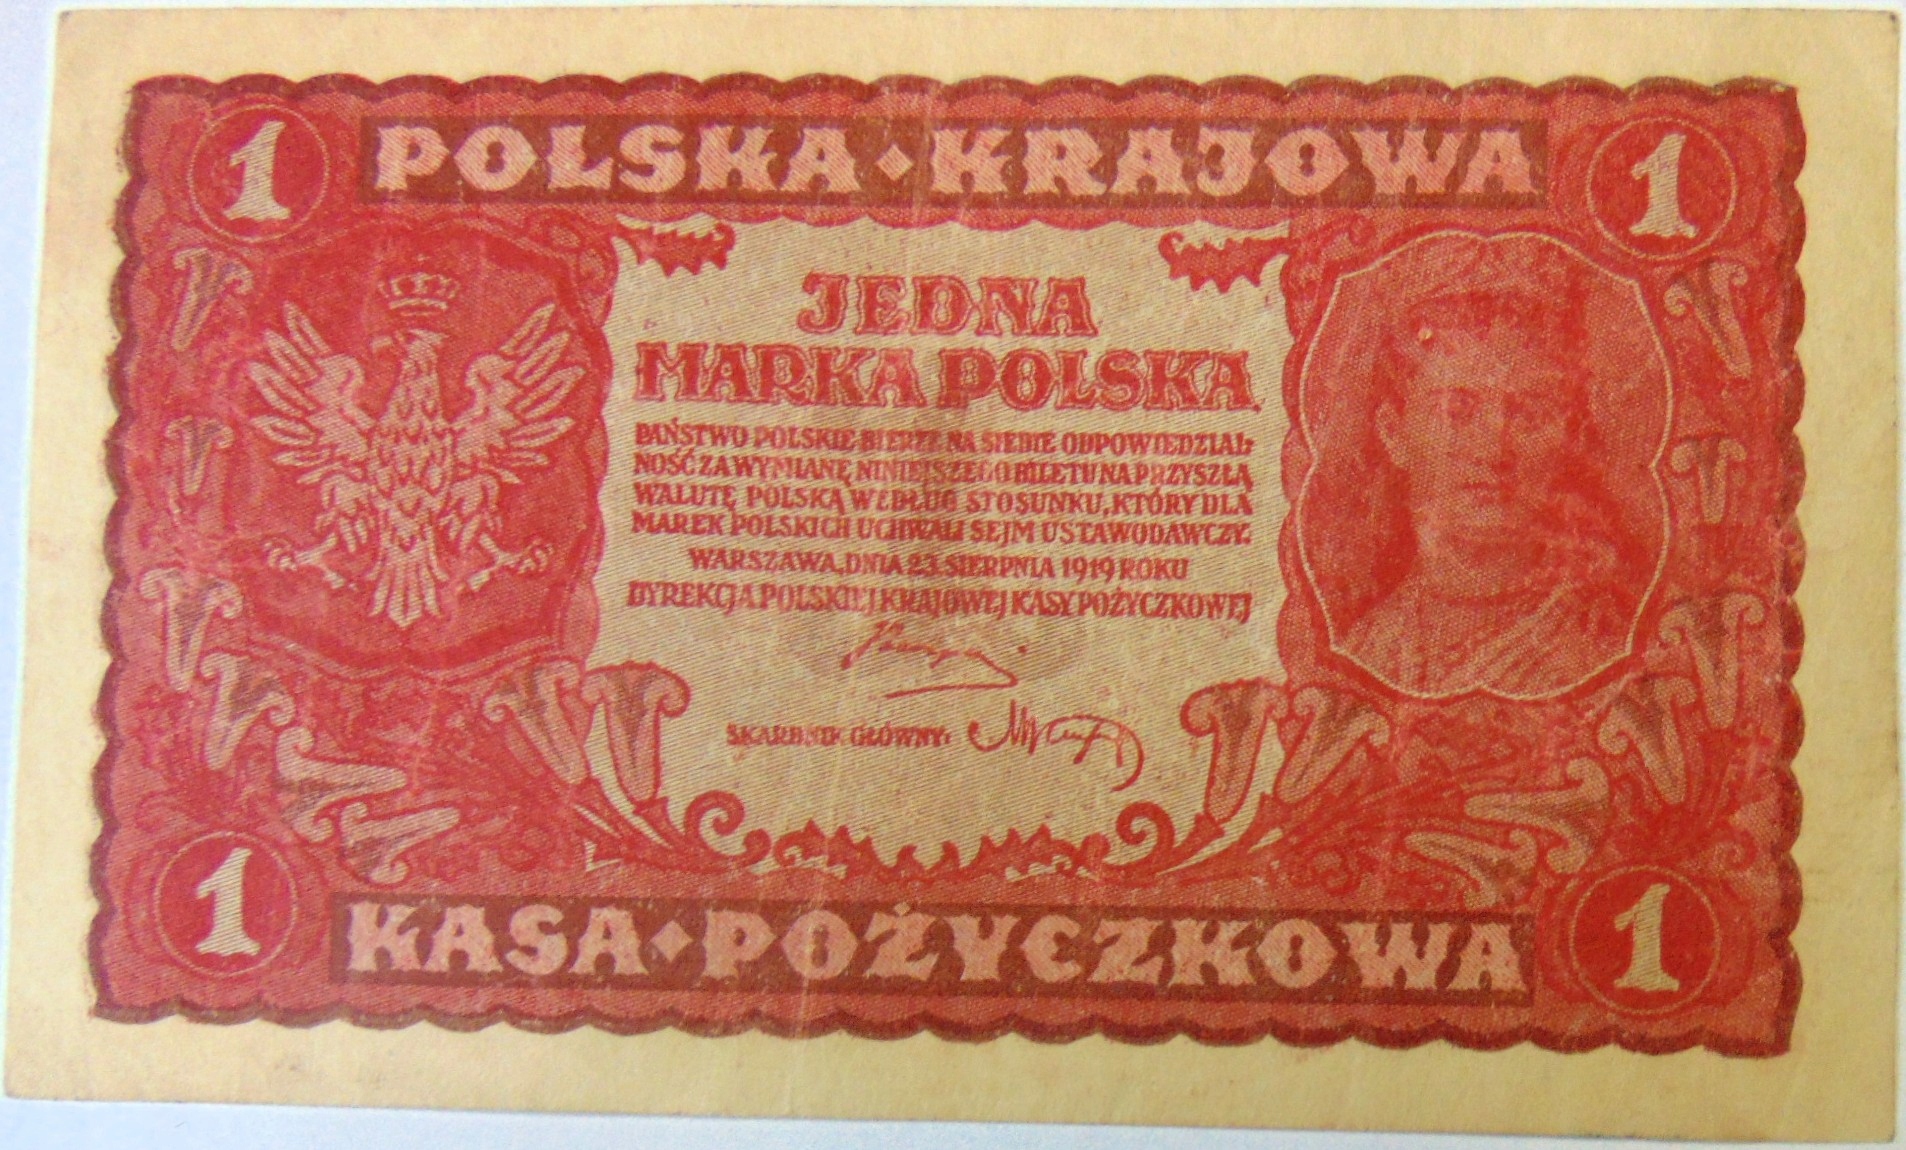 1 POLSKA·KRAJOWA 1
JEDNA
MARKA POLSKA
PAŃSTWO POLSKIE BIERZE NA SIEBIE ODPOWIEDZIAL-
NOŚĆ ZA WYMIANĘ NINIEJSZEGO BILETU NA PRZYSZŁĄ
WALUTĘ POLSKĄ WEDŁUG STOSUNKU, KTÓRY DLA
MAREK POLSKICH UCHWALI SEJM USTAWODAWCZY.
WARSZAWA, DNIA 23 SIERPNIA 1919 ROKU
DYREKCJA POLSKIEJ KRAJOWEJ KASY POŻYCZKOWEJ
SKARBNIK GŁÓWNY:
1 KASA·POŻYCZKOWA 1